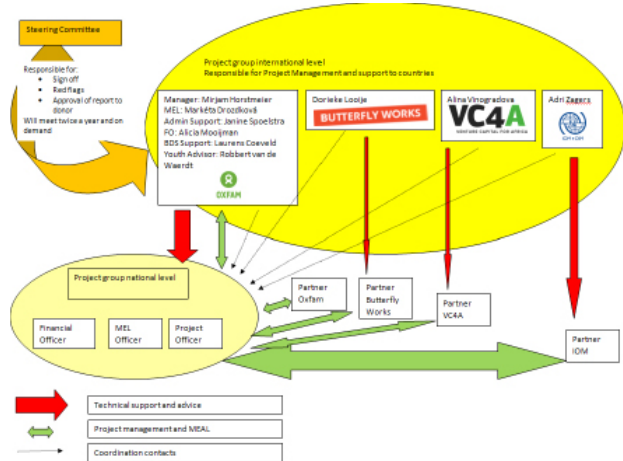 Steering Committee
Responsible for:
• Sign off
• Red flags
• Approval of report to
donor
Will meet twice a year and on
demand
Project group international level
Responsible for Project Management and support to countries
Manager: Mirjam Horstmeier
MEL: Markéta Drozdková
Admin Support: Janine Spoelstra
FO: Alicia Mooijman
BDS Support: Laurens Coeveld
Youth Advisor: Robbert van de
Waerdt
OXFAM
Dorieke Looije
BUTTERFLY WORKS
Alina Vinogradova
VC4A
VENTURE CAPITAL FOR AFRICA
Adri Zagers
IOM • OIM
Project group national level
Financial
Officer
MEL
Officer
Project
Officer
Partner
Oxfam
Partner
Butterfly
Works
Partner
VC4A
Partner
IOM
Technical support and advice
Project management and MEAL
Coordination contacts